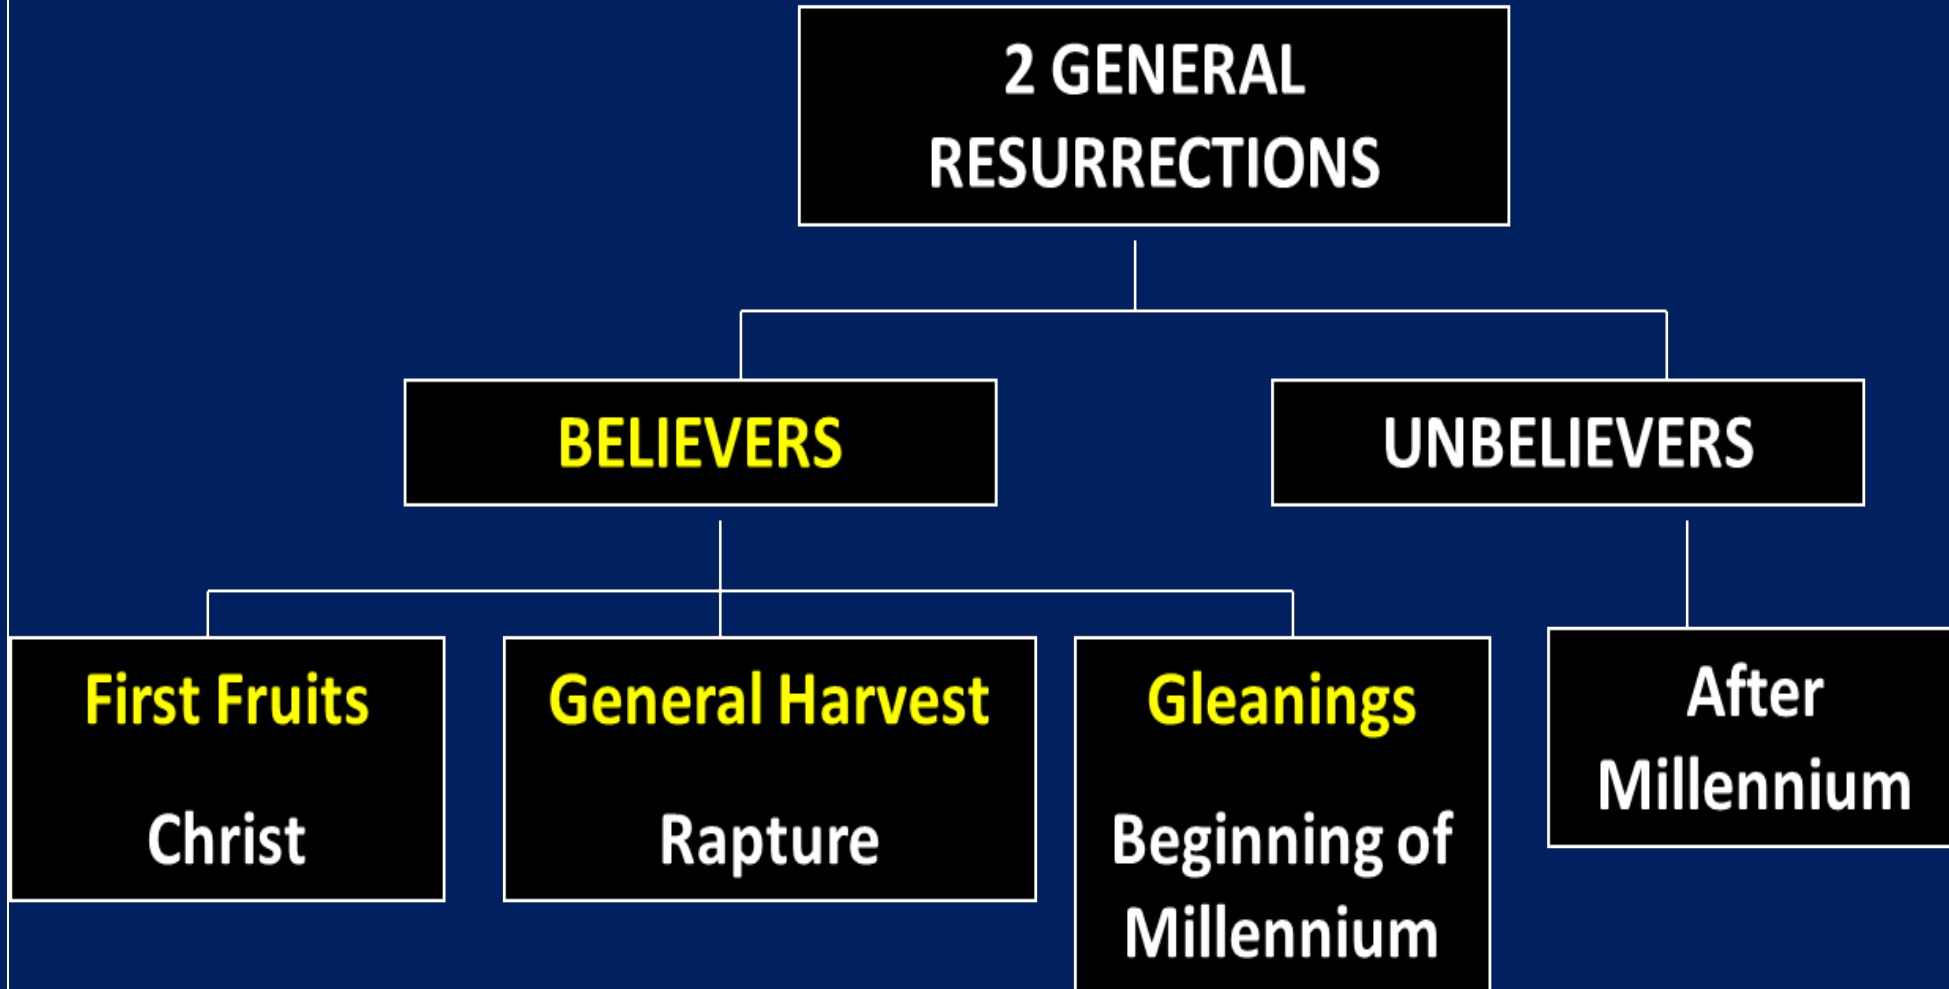 2 GENERAL
RESURRECTIONS
BELIEVERS
UNBELIEVERS
First Fruits
Christ
General Harvest
Rapture
Gleanings
Beginning of
Millennium
After
Millennium